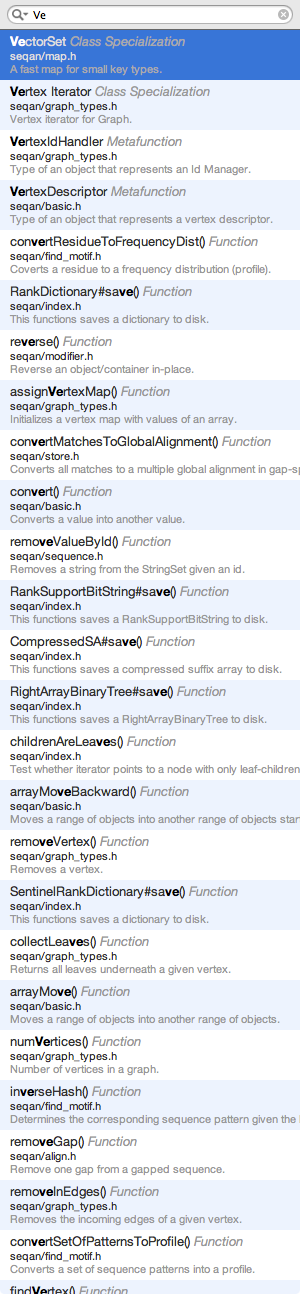 Ve
VectorSet Class Specialization
seqan/map.h
A fast map for small key types.
Vertex Iterator Class Specialization
seqan/graph_types.h
Vertex iterator for Graph.
VertexIdHandler Metafunction
seqan/graph_types.h
Type of an object that represents an Id Manager.
VertexDescriptor Metafunction
seqan/basic.h
Type of an object that represents a vertex descriptor.
convertResidueToFrequencyDist() Function
seqan/find_motif.h
Coverts a residue to a frequency distribution (profile).
RankDictionary#save() Function
seqan/index.h
This functions saves a dictionary to disk.
reverse() Function
seqan/modifier.h
Reverse an object/container in-place.
assignVertexMap() Function
seqan/graph_types.h
Initializes a vertex map with values of an array.
convertMatchesToGlobalAlignment() Function
seqan/store.h
Converts all matches to a multiple global alignment in gap-sp
convert() Function
seqan/basic.h
Converts a value into another value.
removeValueById() Function
seqan/sequence.h
Removes a string from the StringSet given an id.
RankSupportBitString#save() Function
seqan/index.h
This functions saves a RankSupportBitString to disk.
CompressedSA#save() Function
seqan/index.h
This functions saves a compressed suffix array to disk.
RightArrayBinaryTree#save() Function
seqan/index.h
This functions saves a RightArrayBinaryTree to disk.
childrenAreLeaves() Function
seqan/index.h
Test whether iterator points to a node with only leaf-children
arrayMoveBackward() Function
seqan/basic.h
Moves a range of objects into another range of objects star
removeVertex() Function
seqan/graph_types.h
Removes a vertex.
SentinelRankDictionary#save() Function
seqan/index.h
This functions saves a dictionary to disk.
collectLeaves() Function
seqan/graph_types.h
Returns all leaves underneath a given vertex.
arrayMove() Function
seqan/basic.h
Moves a range of objects into another range of objects.
numVertices() Function
seqan/graph_types.h
Number of vertices in a graph.
inverseHash() Function
seqan/find_motif.h
Determines the corresponding sequence pattern given the
removeGap() Function
seqan/align.h
Remove one gap from a gapped sequence.
removeInEdges() Function
seqan/graph_types.h
Removes the incoming edges of a given vertex.
convertSetOfPatternsToProfile() Function
seqan/find_motif.h
Converts a set of sequence patterns into a profile.
findVertex() Function